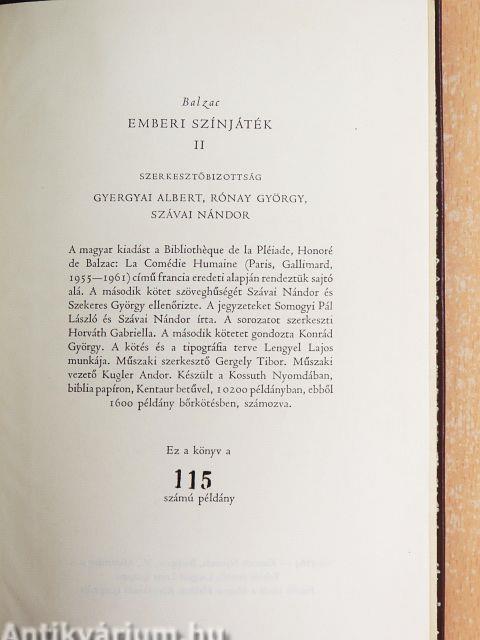 Balzac
EMBERI SZÍNJÁTÉK
II
SZERKESZTŐBIZOTTSÁG
GYERGYAI ALBERT, RÓNAY GYÖRGY,
SZÁVAI NÁNDOR
A magyar kiadást a Bibliothèque de la Pléiade, Honoré
de Balzac: La Comédie Humaine (Paris, Gallimard,
1955—1961) című francia eredeti alapján rendeztük sajtó
alá. A második kötet szöveghűségét Szávai Nándor és
Szekeres György ellenőrizte. A jegyzeteket Somogyi Pál
László és Szávai Nándor írta. A sorozatot szerkeszti
Horváth Gabriella. A második kötetet gondozta Konrád
György. A kötés és a tipográfia terve Lengyel Lajos
munkája. Műszaki szerkesztő Gergely Tibor. Műszaki
vezető Kugler Andor. Készült a Kossuth Nyomdában,
biblia papíron, Kentaur betűvel, 10200 példányban, ebből
1600 példány bőrkötésben, számozva.
Ez a könyv a
115
számú példány
Antikvárium.hu